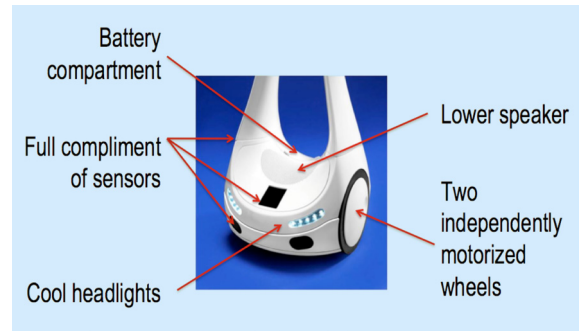 Battery
compartment
Full compliment
of sensors
Cool headlights
Lower speaker
Two
independently
motorized
wheels